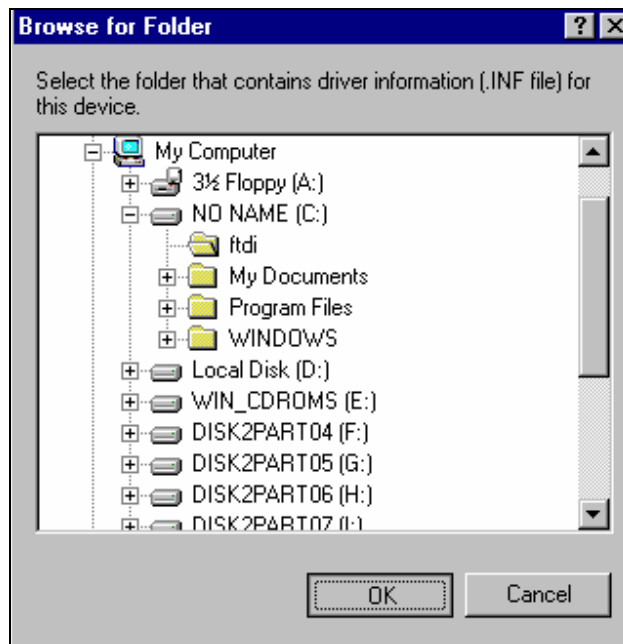 Browse for Folder
Select the folder that contains driver information (.INF file) for
this device.
My Computer
3½ Floppy (A:)
NO NAME (C:)
ftdi
My Documents
Program Files
WINDOWS
Local Disk (D:)
WIN_CDROMS (E:)
DISK2PART04 (F:)
DISK2PART05 (G:)
DISK2PART06 (H:)
DISK2PART07 (I:)
OK Cancel